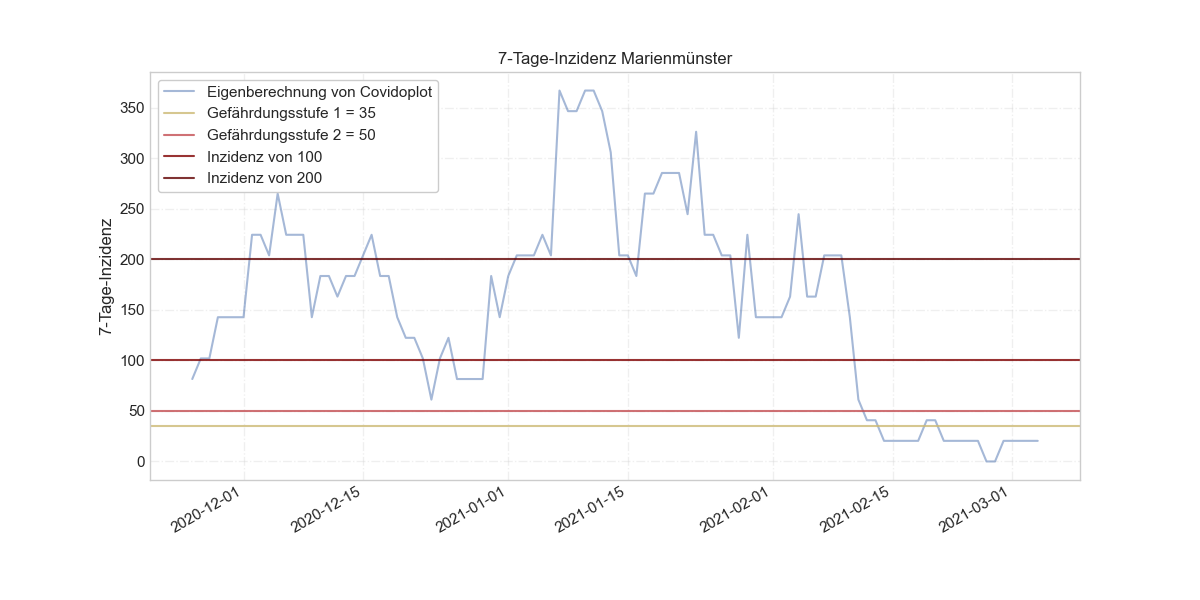 7-Tage-Inzidenz Marienmünster
Eigenberechnung von Covidoplot
Gefährdungsstufe 1 = 35
Gefährdungsstufe 2 = 50
Inzidenz von 100
Inzidenz von 200
7-Tage-Inzidenz
350
300
250
200
150
100
50
0
2020-12-01
2020-12-15
2021-01-01
2021-01-15
2021-02-01
2021-02-15
2021-03-01